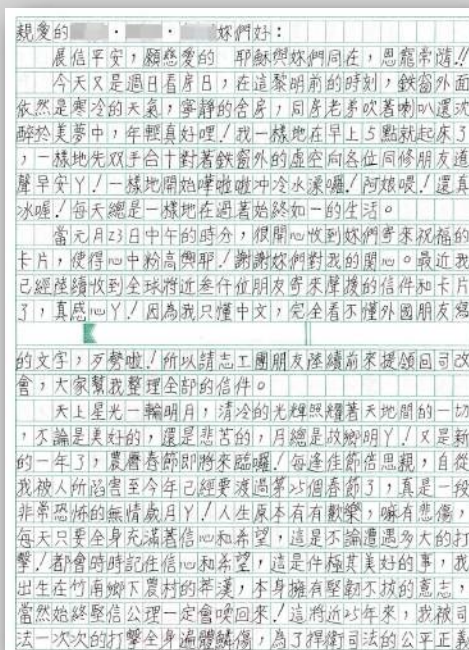 親愛的 · · 妳們好：
展信平安，願慈愛的 耶穌與妳們同在，恩寵常隨!!
今天又是週日看房日，在這黎明前的時刻，鉄窗外面
依然是寒冷的天氣，寧靜的舍房，同房老弟吹著喇叭還沈
醉於美夢中，年輕真好哩！我一樣地在早上5點就起床了
，一樣地先双手合十對著鉄窗外的虛空向各位同修朋友道
聲早安ㄚ！一樣地開始嘩啦啦冲冷水澡囉！阿娘喂！還真
冰喔！每天總是一樣地在過著始終如一的生活。
當元月23日中午的時分，很開心收到妳們寄來祝福的
卡片，使得心中粉高興耶！謝謝妳們對我的関心。最近我
已經陸續收到全球將近叁仟位朋友寄來聲援的信件和卡片
了，真感心ㄚ！因為我只懂中文，完全看不懂外國朋友寫
的文字，歹勢啦！所以請志工團朋友陸續前來提領回司改
會，大家幫我整理全部的信件。
天上星光一輪明月，清冷的光輝照耀著天地間的一切
，不論是美好的，還是悲苦的，月總是故鄉明ㄚ！又是新
的一年了，農曆春節即將來臨囉！每逢佳節倍思親，自從
我被人所陷害至今年已經要渡過第25個春節了，真是一段
非常恐怖的無情歲月ㄚ！人生原本有有歡樂，嘛有悲傷，
每天只要全身充滿著信心和希望，這是不論遭遇多大的打
擊！都會時時記住信心和希望，這是件極其美好的事，我
出生在竹南鄉下農村的莽漢，本身擁有堅韌不拔的意志，
當然始終堅信公理一定會喚回來！這將近25年來，我被司
法一次次的打擊全身遍體鱗傷，為了捍衛司法的公平正義